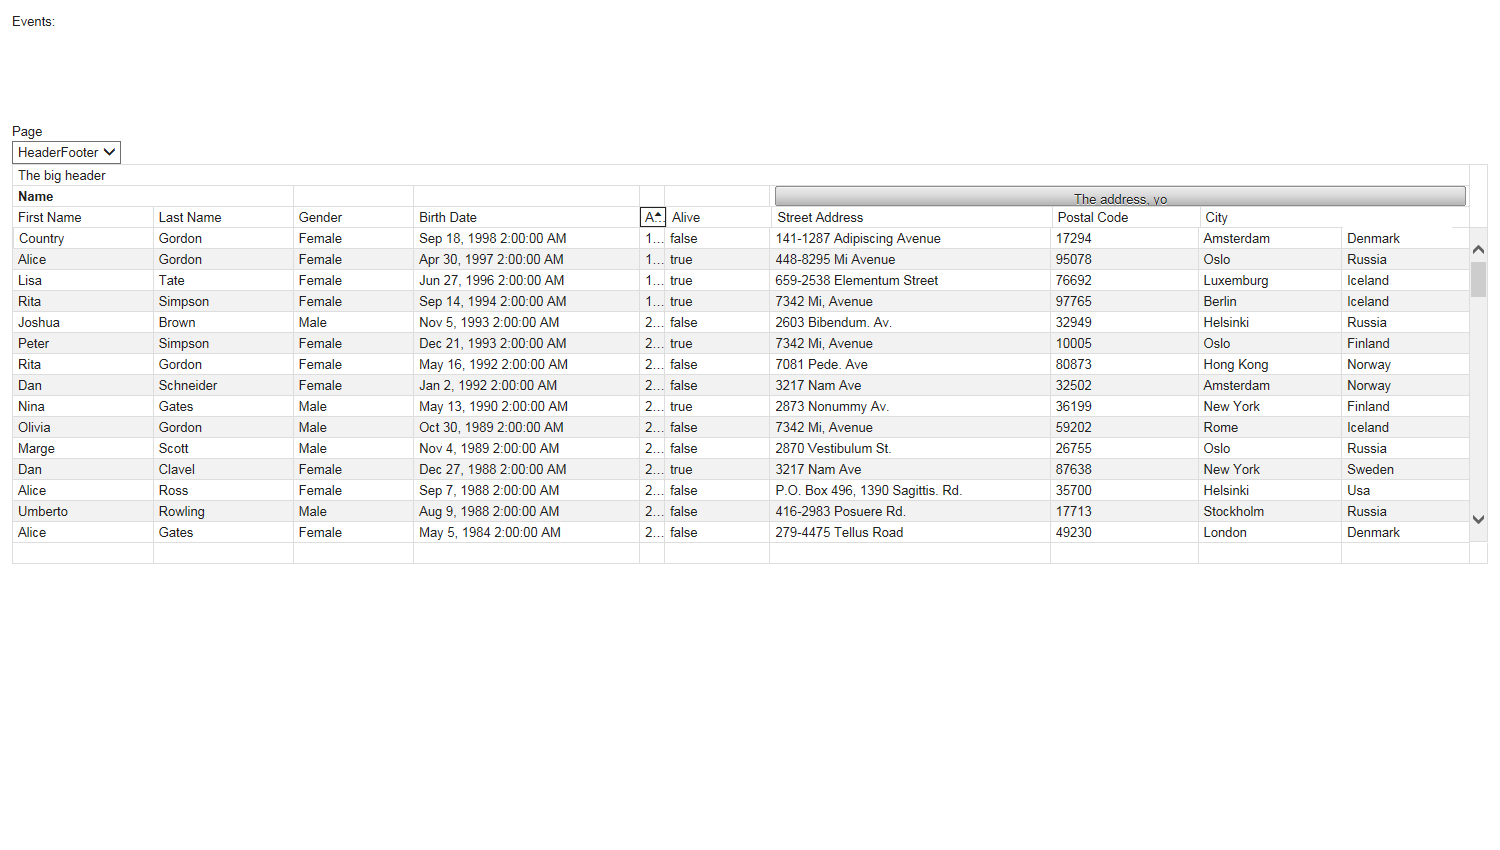 Events:
Page
HeaderFooter
The big header
Name The address, yo
First Name Last Name Gender Birth Date A... Alive Street Address Postal Code City
Country Gordon Female Sep 18, 1998 2:00:00 AM 1... false 141-1287 Adipiscing Avenue 17294 Amsterdam Denmark
Alice Gordon Female Apr 30, 1997 2:00:00 AM 1... true 448-8295 Mi Avenue 95078 Oslo Russia
Lisa Tate Female Jun 27, 1996 2:00:00 AM 1... true 659-2538 Elementum Street 76692 Luxemburg Iceland
Rita Simpson Female Sep 14, 1994 2:00:00 AM 1... true 7342 Mi, Avenue 97765 Berlin Iceland
Joshua Brown Male Nov 5, 1993 2:00:00 AM 2... false 2603 Bibendum. Av. 32949 Helsinki Russia
Peter Simpson Female Dec 21, 1993 2:00:00 AM 2... true 7342 Mi, Avenue 10005 Oslo Finland
Rita Gordon Female May 16, 1992 2:00:00 AM 2... false 7081 Pede. Ave 80873 Hong Kong Norway
Dan Schneider Female Jan 2, 1992 2:00:00 AM 2... false 3217 Nam Ave 32502 Amsterdam Norway
Nina Gates Male May 13, 1990 2:00:00 AM 2... true 2873 Nonummy Av. 36199 New York Finland
Olivia Gordon Male Oct 30, 1989 2:00:00 AM 2... false 7342 Mi, Avenue 59202 Rome Iceland
Marge Scott Male Nov 4, 1989 2:00:00 AM 2... false 2870 Vestibulum St. 26755 Oslo Russia
Dan Clavel Female Dec 27, 1988 2:00:00 AM 2... true 3217 Nam Ave 87638 New York Sweden
Alice Ross Female Sep 7, 1988 2:00:00 AM 2... false P.O. Box 496, 1390 Sagittis. Rd. 35700 Helsinki Usa
Umberto Rowling Male Aug 9, 1988 2:00:00 AM 2... false 416-2983 Posuere Rd. 17713 Stockholm Russia
Alice Gates Female May 5, 1984 2:00:00 AM 2... false 279-4475 Tellus Road 49230 London Denmark